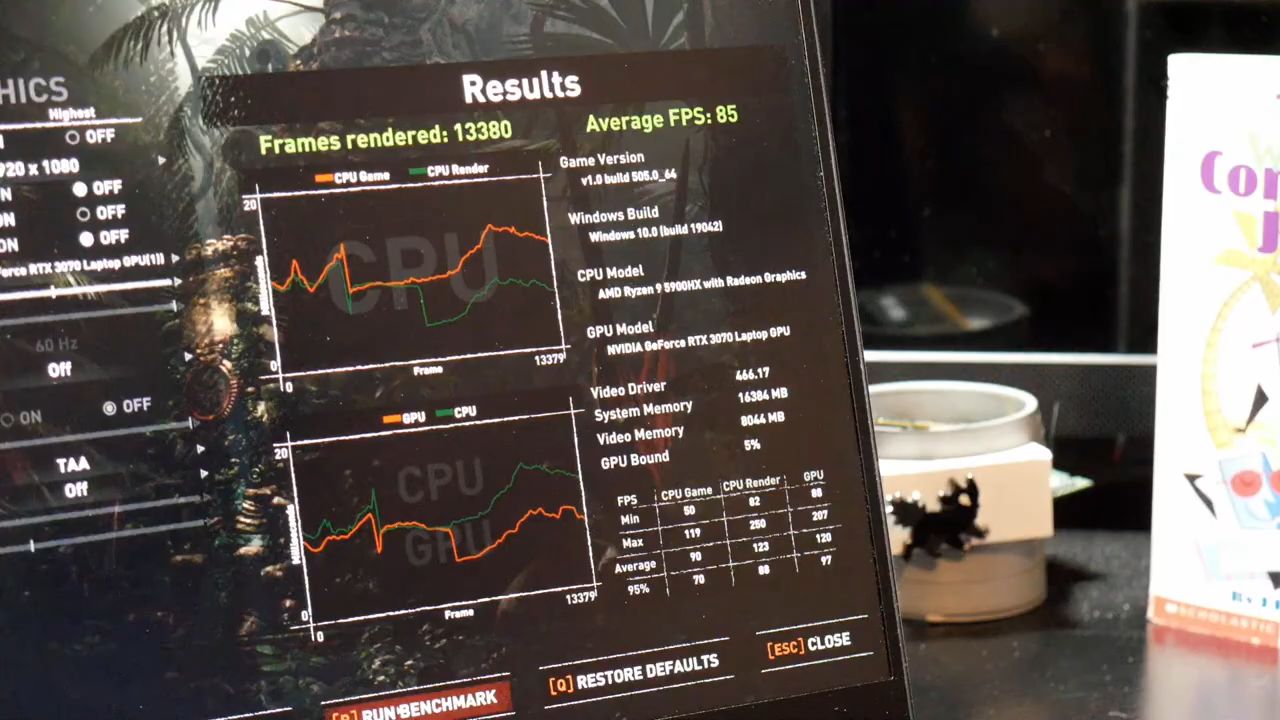 HICS
Highest
OFF
920 x 1080
N
OFF
ON
OFF
ON
OFF
Force RTX 3070 Laptop GPU(1))
60 Hz
Off
ON
OFF
TAA
Off
Results
Frames rendered: 13380
Average FPS: 85
CPU Game
CPU Render
20
CPU
0
0
Frame
13379
GPU
CPU
20
CPU
GPU
0
0
Frame
13379
Game Version
v1.0 build 505.0_64
Windows Build
Windows 10.0 (build 19042)
CPU Model
AMD Ryzen 9 5900HX with Radeon Graphics
GPU Model
NVIDIA GeForce RTX 3070 Laptop GPU
Video Driver 466.17
System Memory 16384 MB
Video Memory 8044 MB
GPU Bound 5%
FPS CPU Game CPU Render GPU
Min 50 82 88
Max 119 250 207
Average 90 123 120
95% 70 88 97
[R] RUN BENCHMARK
[Q] RESTORE DEFAULTS
[ESC] CLOSE
Con
J
SCHOLASTIC